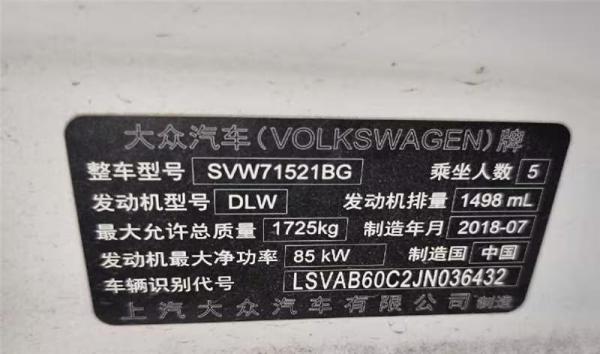 大众汽车(VOLKSWAGEN)牌
整车型号 SVW71521BG 乘坐人数 5
发动机型号 DLW 发动机排量 1498 mL
最大允许总质量 1725kg 制造年月 2018-07
发动机最大净功率 85 kW 制造国 中国
车辆识别代号 LSVAB60C2JN036432
上汽大众汽车有限公司 制造